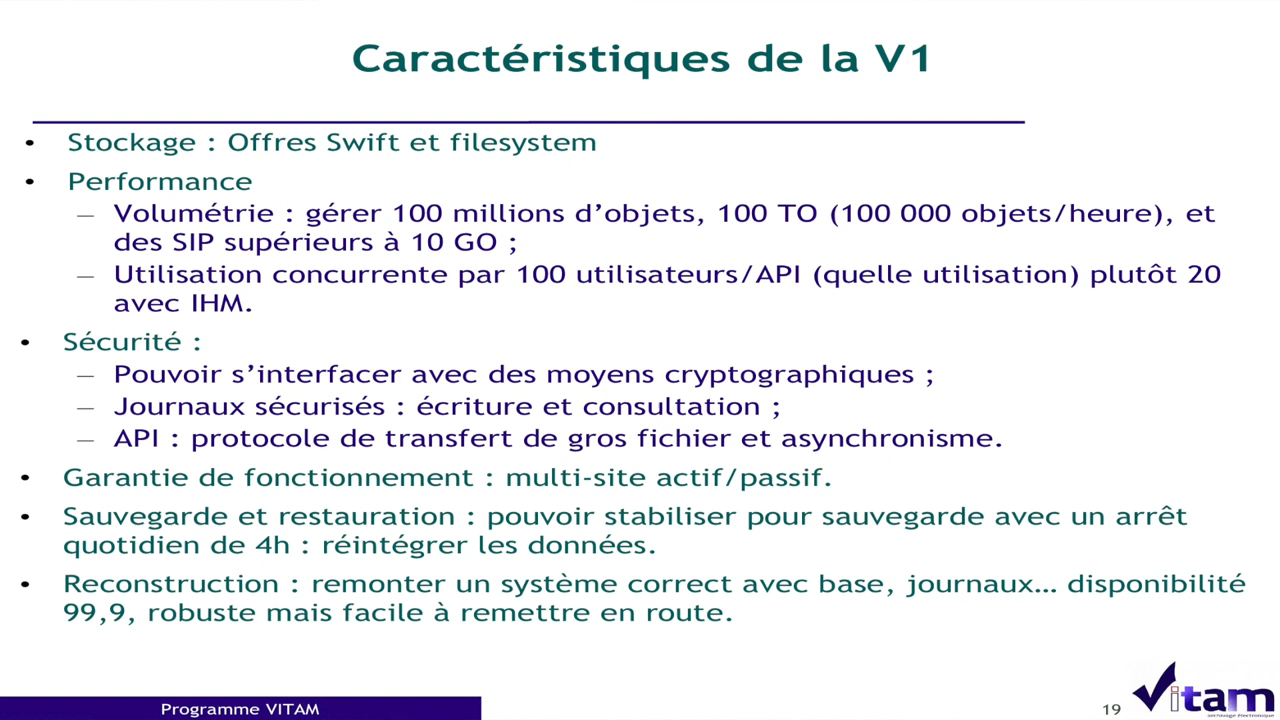 Caractéristiques de la V1
• Stockage : Offres Swift et filesystem
• Performance
— Volumétrie : gérer 100 millions d’objets, 100 TO (100 000 objets/heure), et
des SIP supérieurs à 10 GO ;
— Utilisation concurrente par 100 utilisateurs/API (quelle utilisation) plutôt 20
avec IHM.
• Sécurité :
— Pouvoir s’interfacer avec des moyens cryptographiques ;
— Journaux sécurisés : écriture et consultation ;
— API : protocole de transfert de gros fichier et asynchronisme.
• Garantie de fonctionnement : multi-site actif/passif.
• Sauvegarde et restauration : pouvoir stabiliser pour sauvegarde avec un arrêt
quotidien de 4h : réintégrer les données.
• Reconstruction : remonter un système correct avec base, journaux… disponibilité
99,9, robuste mais facile à remettre en route.
Programme VITAM
19
Vitam